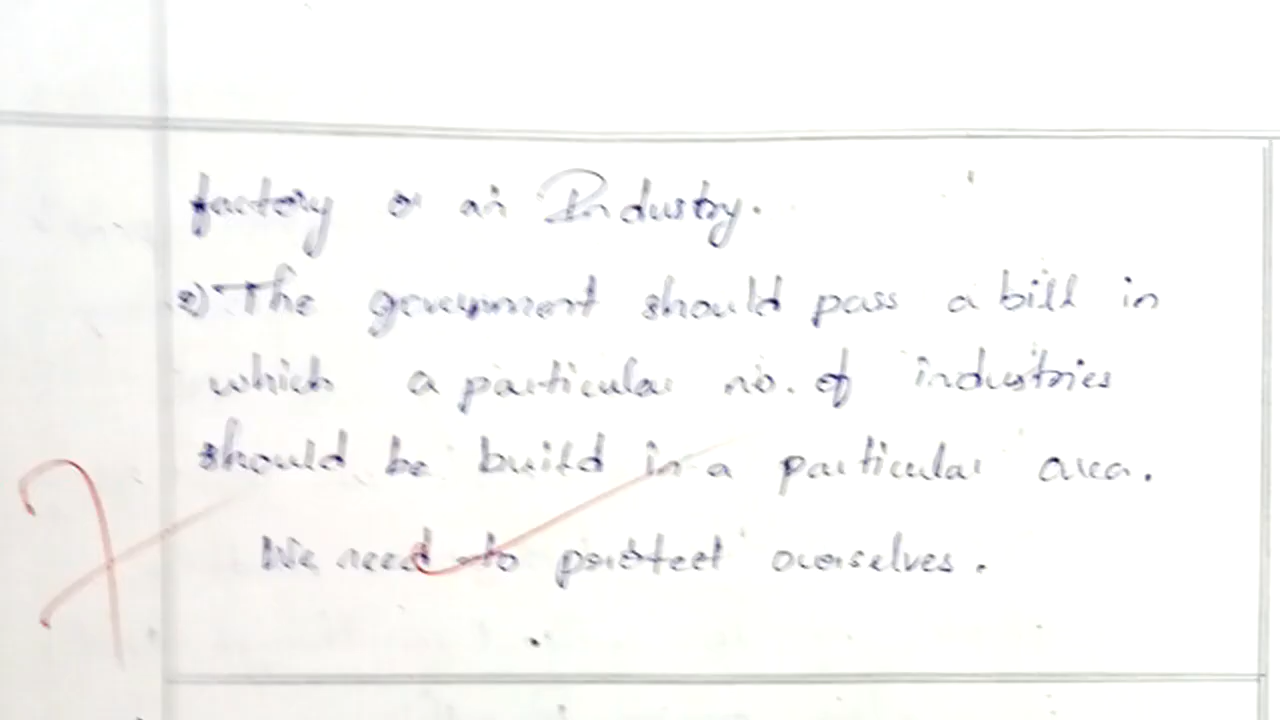 factory or an Industry.
2) The government should pass a bill in
which a particular no. of industries
should be build in a particular area.
7 We need to protect ourselves.